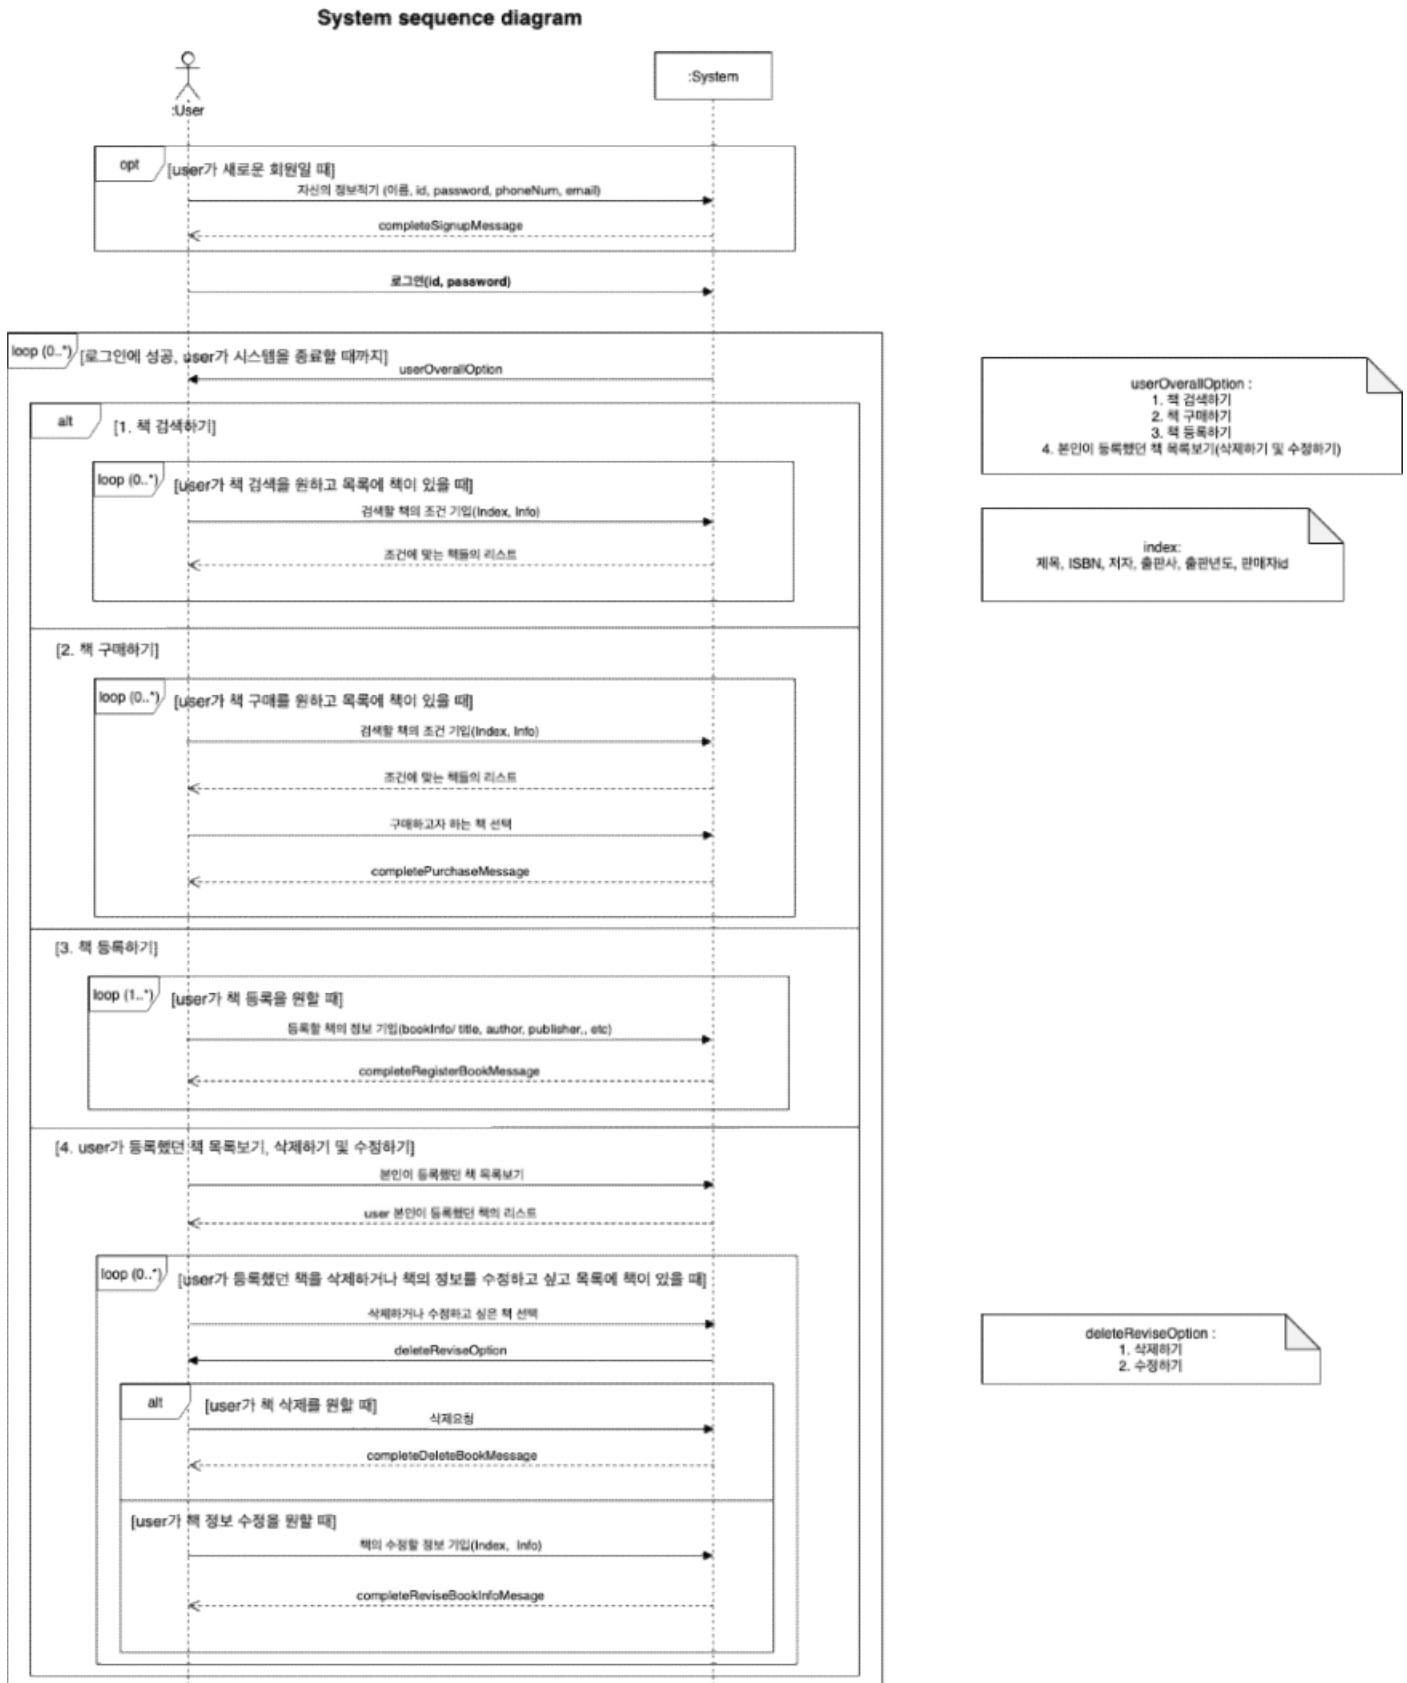 System sequence diagram
:User
:System
opt
[user가 새로운 회원일 때]
자신의 정보적기 (이름, id, password, phoneNum, email)
completeSignupMessage
로그인(id, password)
loop (0..*)
[로그인에 성공, user가 시스템을 종료할 때까지]
userOverallOption
userOverallOption :
1. 책 검색하기
2. 책 구매하기
3. 책 등록하기
4. 본인이 등록했던 책 목록보기(삭제하기 및 수정하기)
alt
[1. 책 검색하기]
loop (0..*)
[user가 책 검색을 원하고 목록에 책이 있을 때]
검색할 책의 조건 기입(Index, Info)
조건에 맞는 책들의 리스트
index:
제목, ISBN, 저자, 출판사, 출판년도, 판매자id
[2. 책 구매하기]
loop (0..*)
[user가 책 구매를 원하고 목록에 책이 있을 때]
검색할 책의 조건 기입(Index, Info)
조건에 맞는 책들의 리스트
구매하고자 하는 책 선택
completePurchaseMessage
[3. 책 등록하기]
loop (1..*)
[user가 책 등록을 원할 때]
등록할 책의 정보 기입(bookInfo/ title, author, publisher,, etc)
completeRegisterBookMessage
[4. user가 등록했던 책 목록보기, 삭제하기 및 수정하기]
본인이 등록했던 책 목록보기
user 본인이 등록했던 책의 리스트
loop (0..*)
[user가 등록했던 책을 삭제하거나 책의 정보를 수정하고 싶고 목록에 책이 있을 때]
삭제하거나 수정하고 싶은 책 선택
deleteReviseOption
deleteReviseOption :
1. 삭제하기
2. 수정하기
alt
[user가 책 삭제를 원할 때]
삭제요청
completeDeleteBookMessage
[user가 책 정보 수정을 원할 때]
책의 수정할 정보 기입(Index, Info)
completeReviseBookInfoMesage